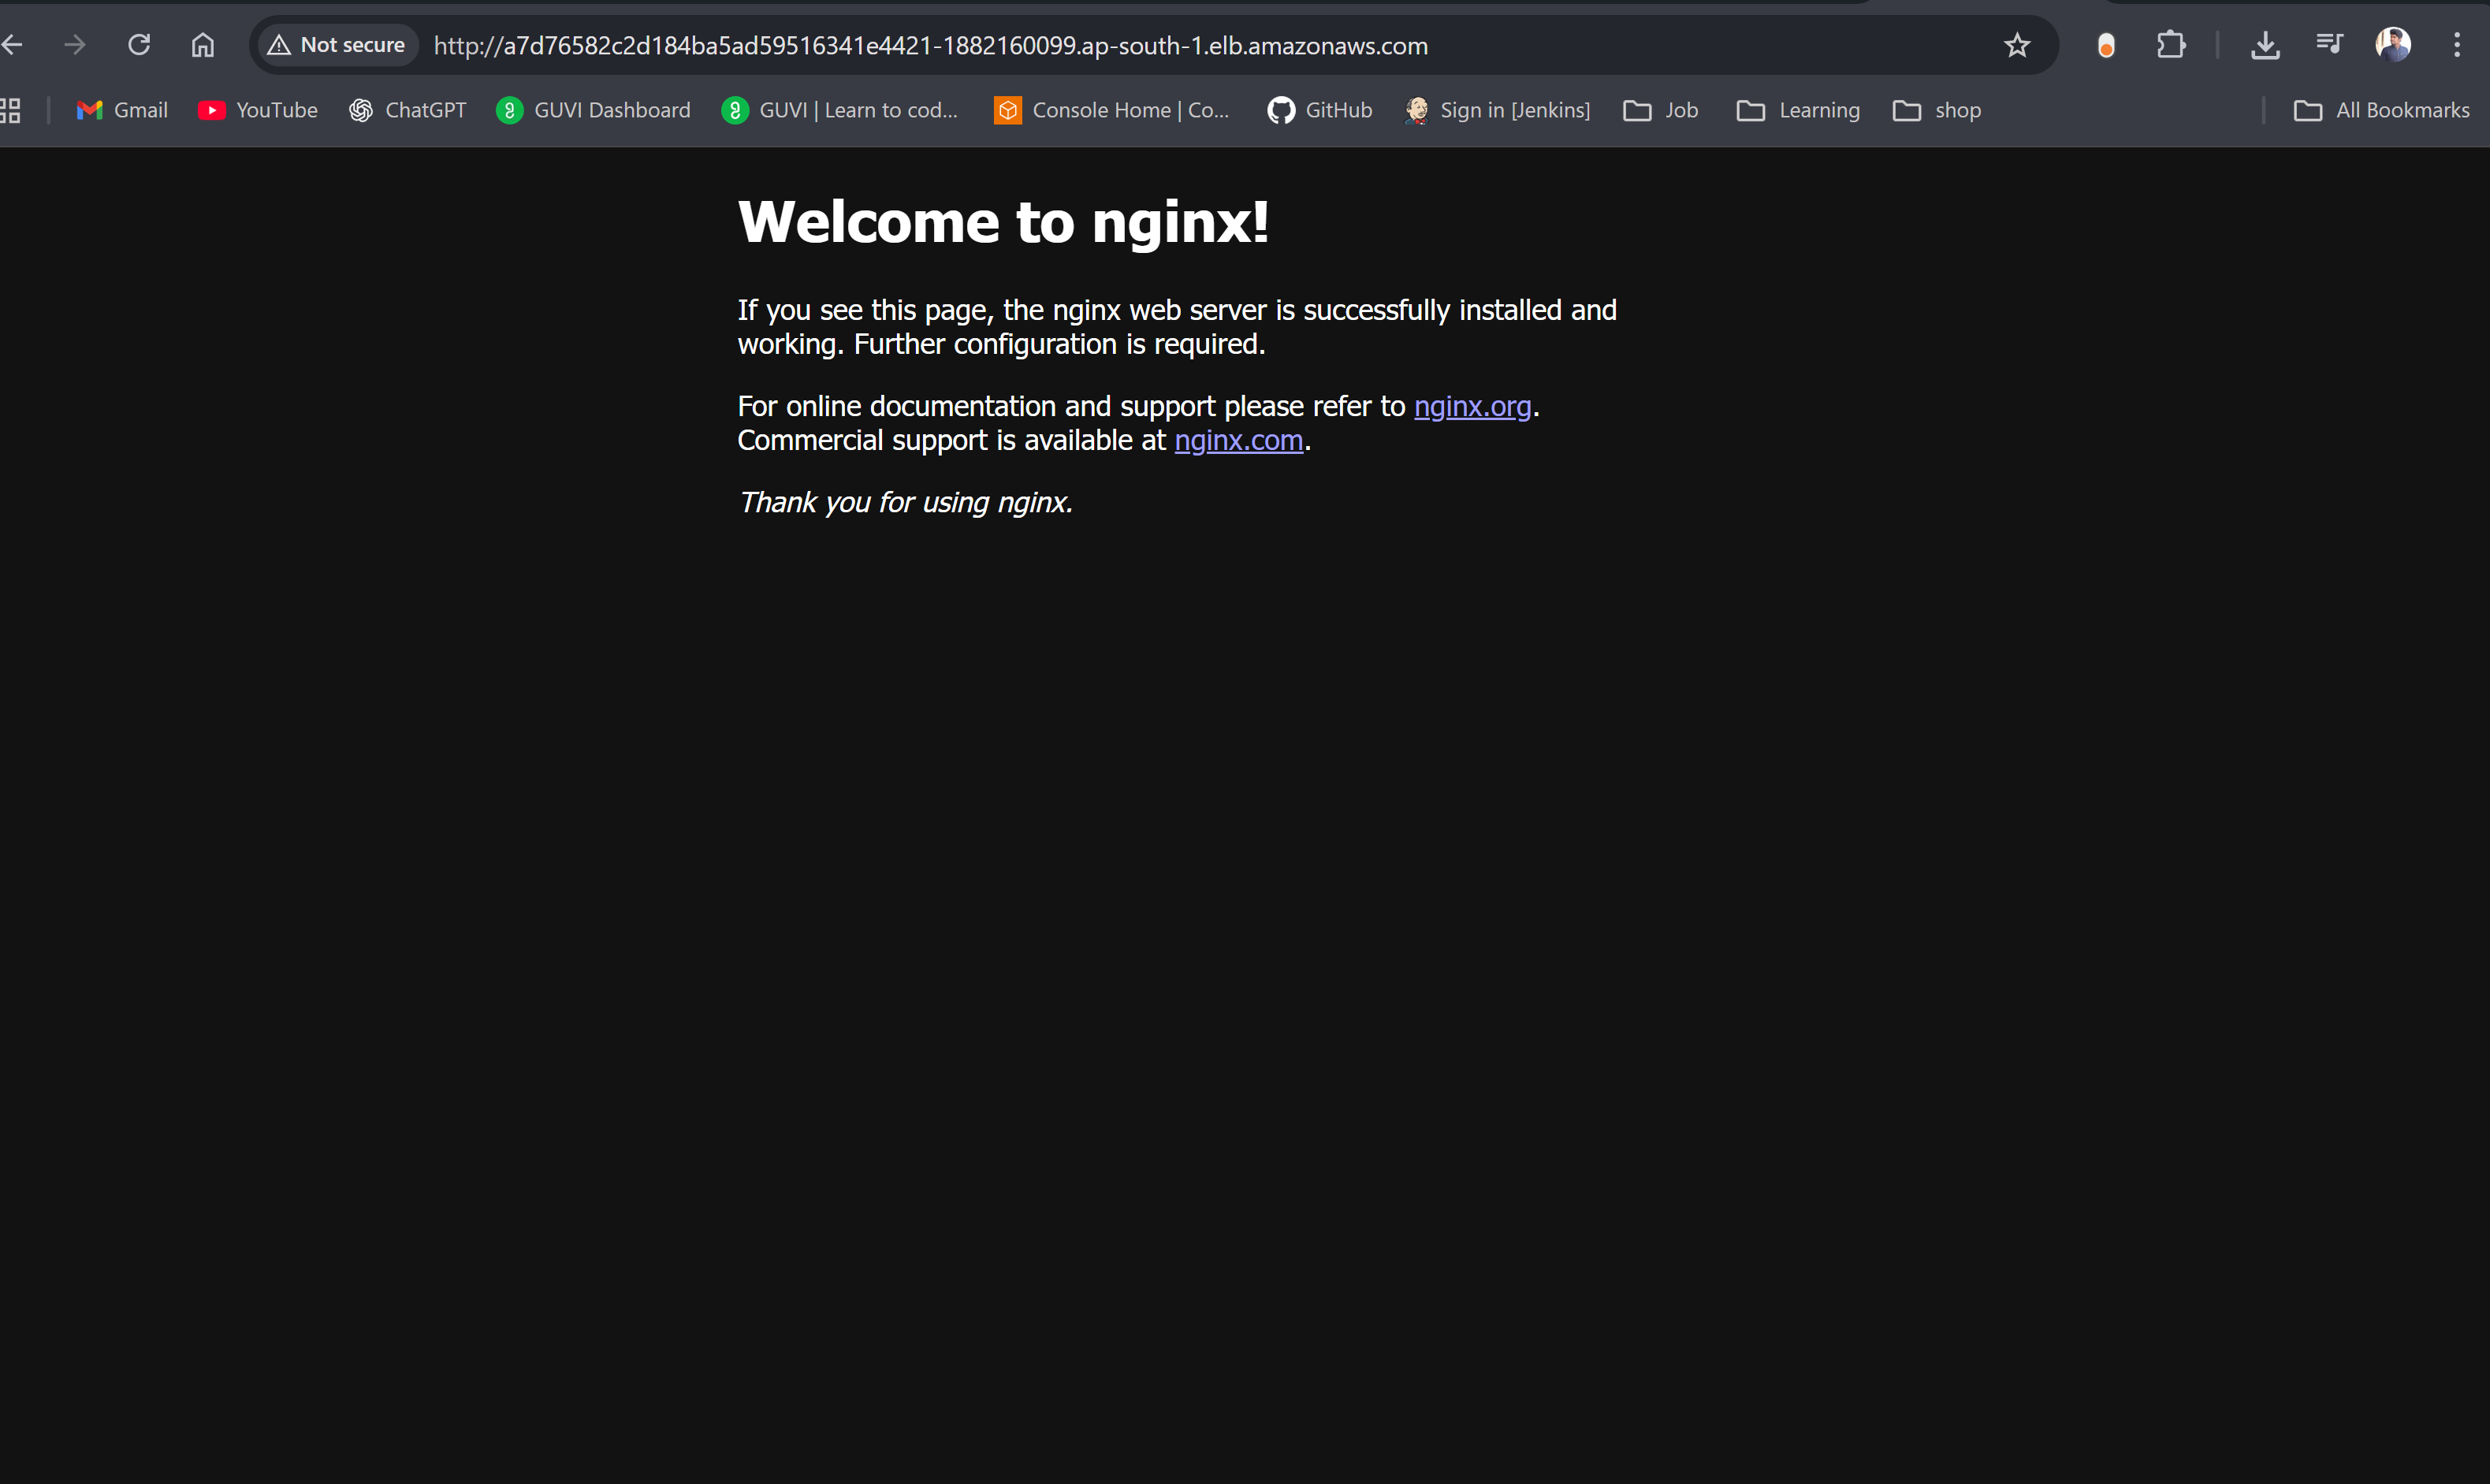 Not secure http://a7d76582c2d184ba5ad59516341e4421-1882160099.ap-south-1.elb.amazonaws.com
Gmail YouTube ChatGPT GUVI Dashboard GUVI | Learn to cod... Console Home | Co... GitHub Sign in [Jenkins] Job Learning shop All Bookmarks
Welcome to nginx!
If you see this page, the nginx web server is successfully installed and
working. Further configuration is required.
For online documentation and support please refer to nginx.org.
Commercial support is available at nginx.com.
Thank you for using nginx.